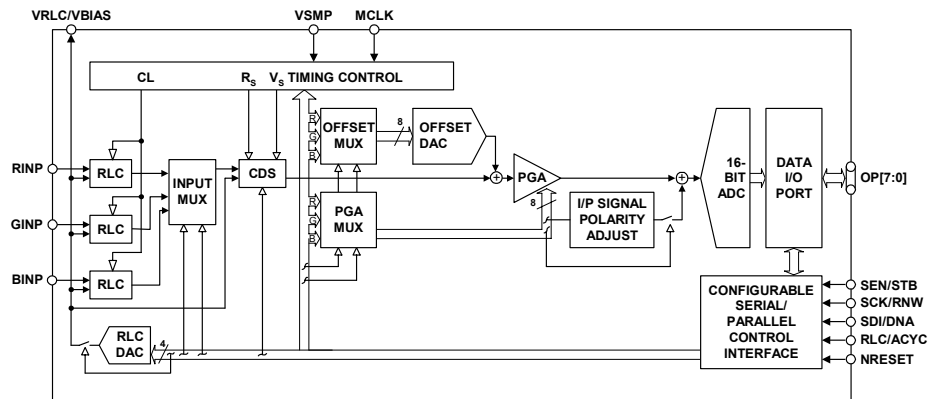 VRLC/VBIAS
VSMP
MCLK
CL
RS
VS TIMING CONTROL
R
G
B
OFFSET
MUX
8
OFFSET
DAC
RINP
RLC
INPUT
MUX
CDS
+
PGA
+
16-
BIT
ADC
DATA
I/O
PORT
OP[7:0]
GINP
RLC
R
G
B
PGA
MUX
8
I/P SIGNAL
POLARITY
ADJUST
BINP
RLC
CONFIGURABLE
SERIAL/
PARALLEL
CONTROL
INTERFACE
SEN/STB
SCK/RNW
SDI/DNA
RLC/ACYC
NRESET
RLC
DAC
4